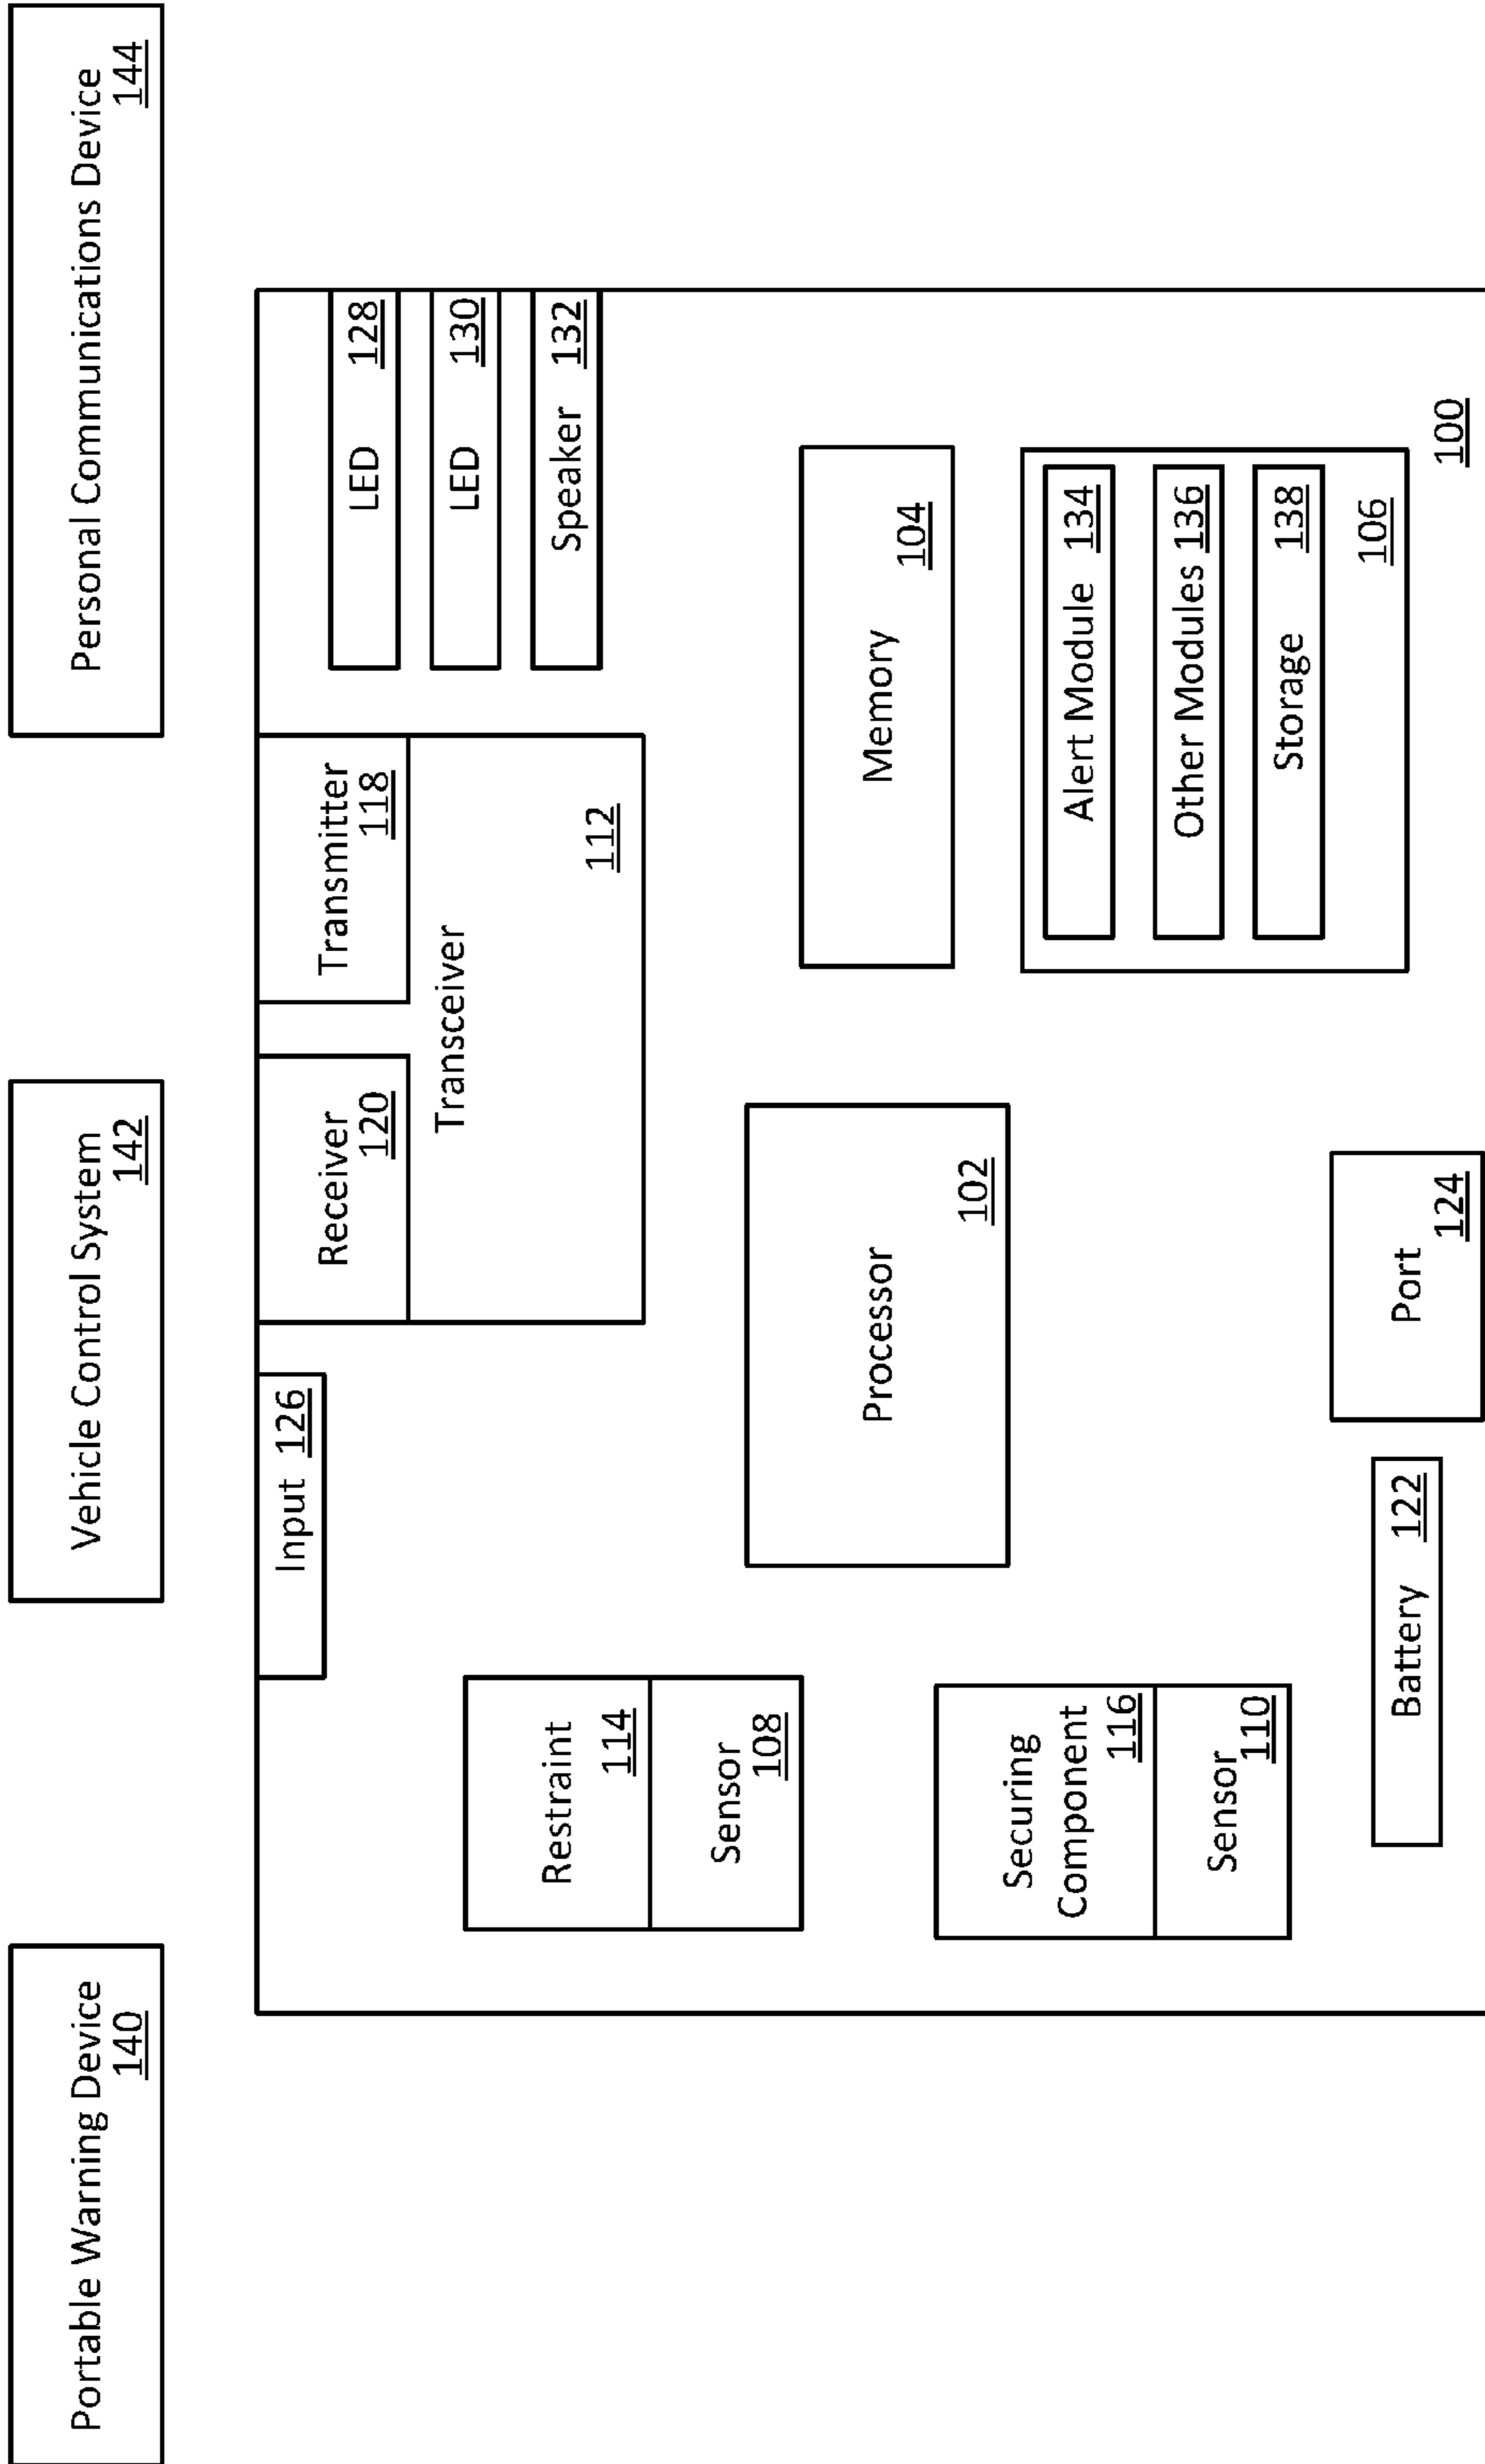 Portable Warning Device
140
Vehicle Control System
142
Personal Communications Device
144
Input 126
Receiver
120
Transmitter
118
Transceiver
112
LED 128
LED 130
Speaker 132
Restraint
114
Sensor
108
Securing
Component
116
Sensor
110
Processor
102
Memory
104
Alert Module 134
Other Modules 136
Storage 138
106
Battery 122
Port
124
100